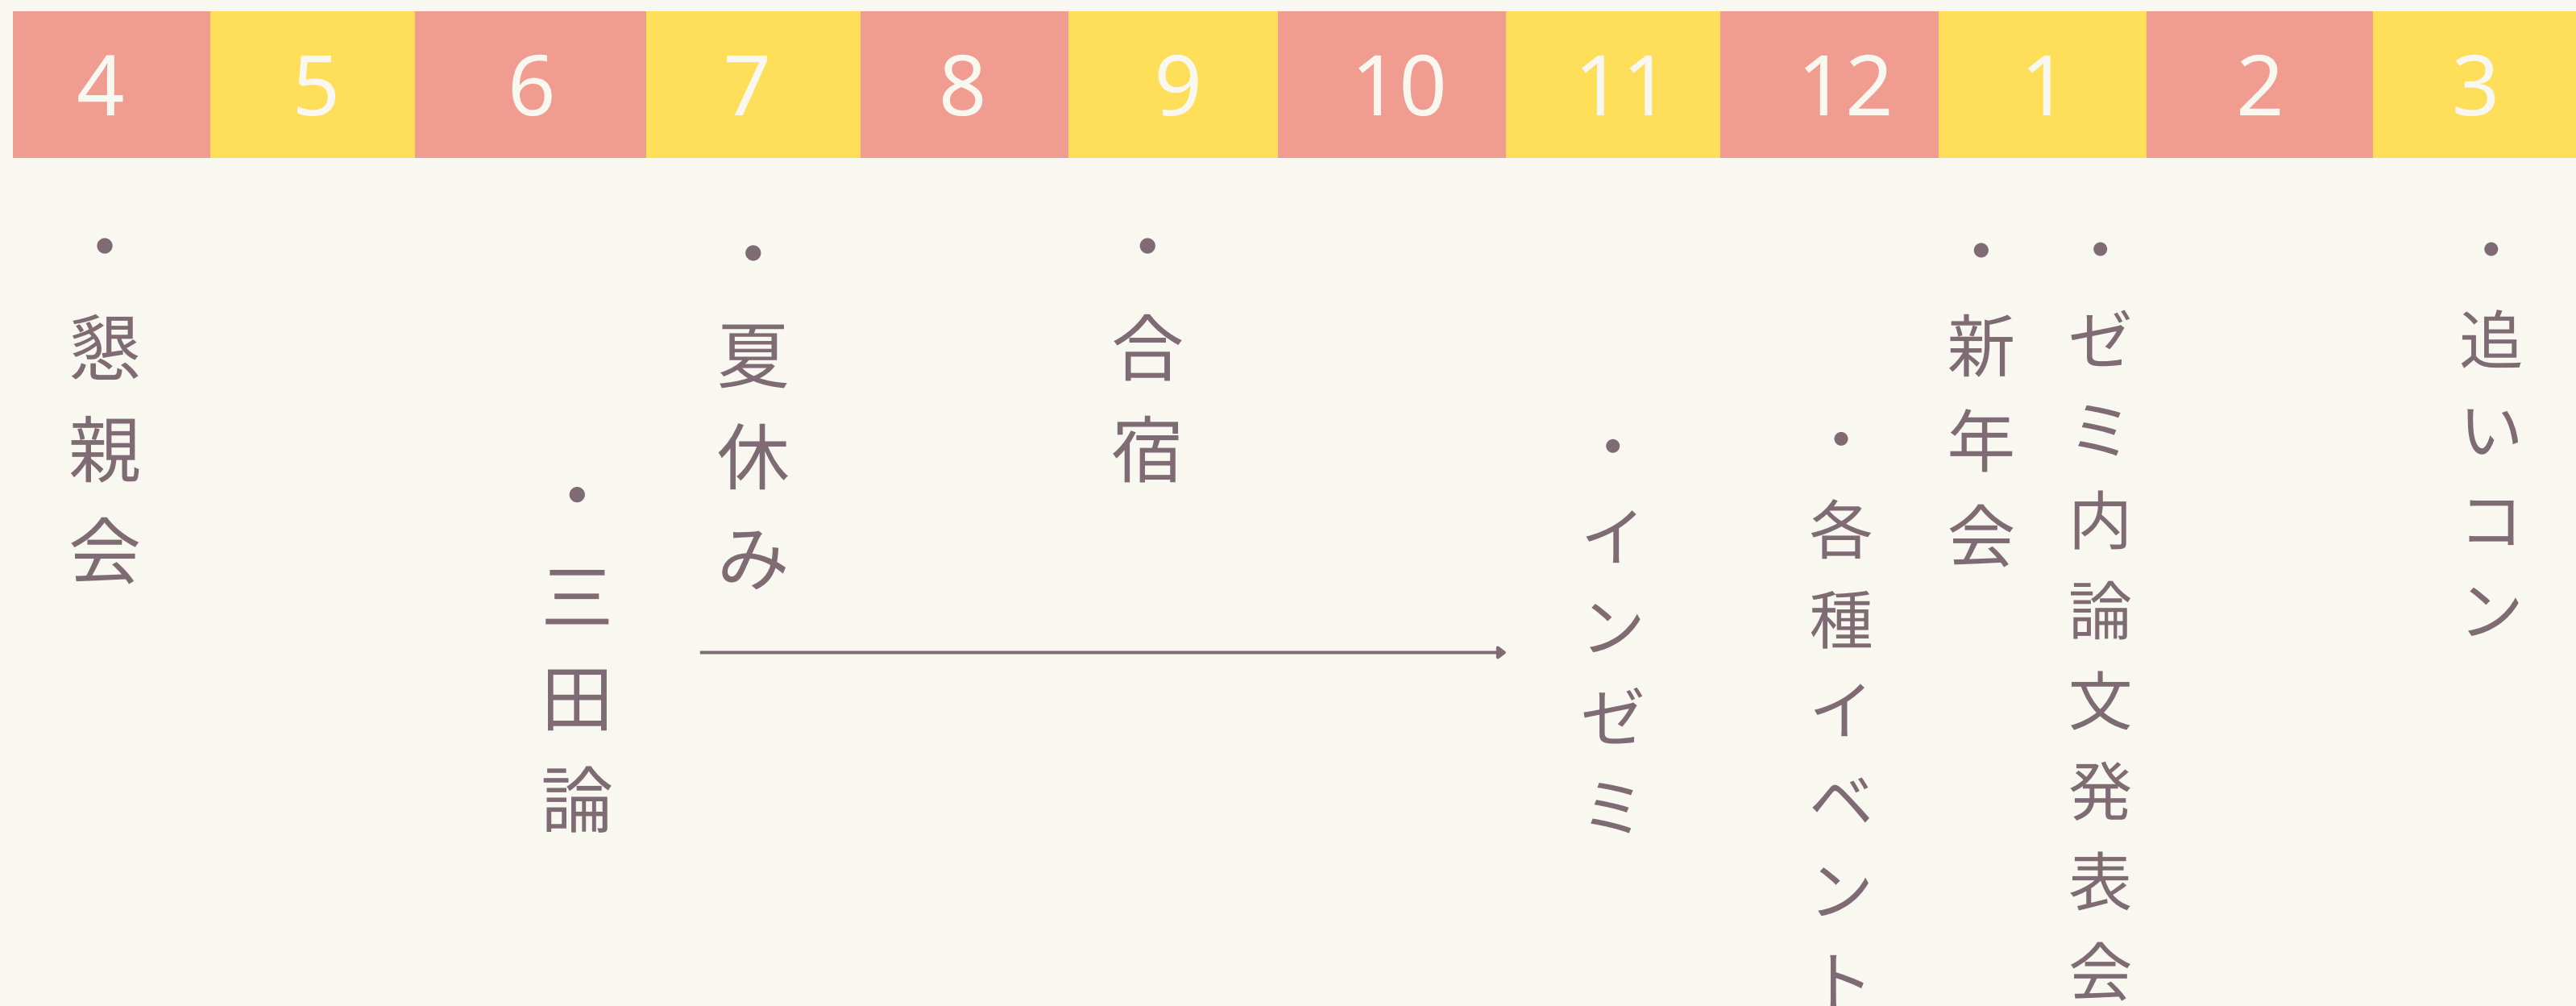 4 5 6 7 8 9 10 11 12 1 2 3
・懇親会
・三田論
・夏休み
・合宿
・インゼミ
・各種イベント
・新年会
・ゼミ内論文発表会
・追いコン